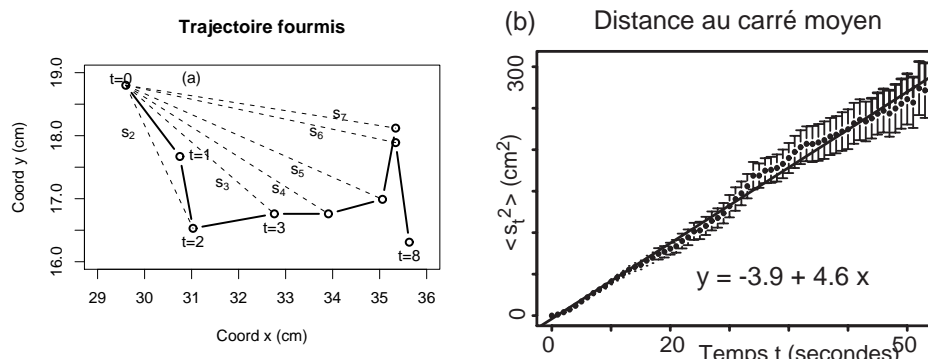 Trajectoire fourmis
(a)
t=0
t=1
t=2
t=3
t=8
s2
s3
s4
s5
s6
s7
Coord y (cm)
19.0
18.0
17.0
16.0
29 30 31 32 33 34 35 36
Coord x (cm)
(b) Distance au carré moyen
< st2 > (cm2)
300
0
y = -3.9 + 4.6 x
0 20 40 50
Temps t (secondes)